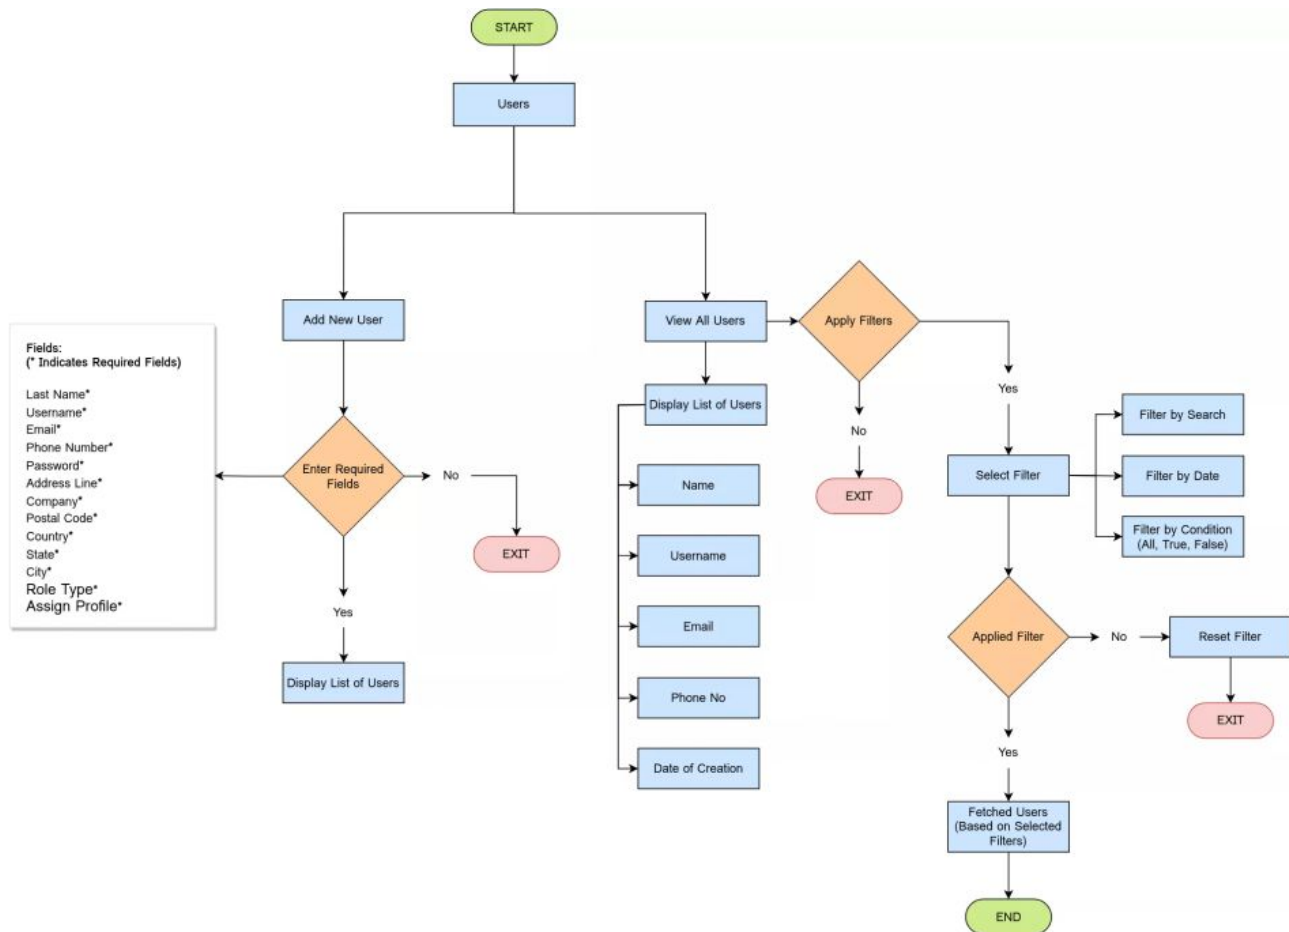 START
Users
Add New User
View All Users
Apply Filters
Fields:
(* Indicates Required Fields)
Last Name*
Username*
Email*
Phone Number*
Password*
Address Line*
Company*
Postal Code*
Country*
State*
City*
Role Type*
Assign Profile*
Enter Required
Fields
No
EXIT
Yes
Display List of Users
Display List of Users
Name
Username
Email
Phone No
Date of Creation
No
EXIT
Yes
Select Filter
Filter by Search
Filter by Date
Filter by Condition
(All, True, False)
Applied Filter
No
Reset Filter
EXIT
Yes
Fetched Users
(Based on Selected
Filters)
END